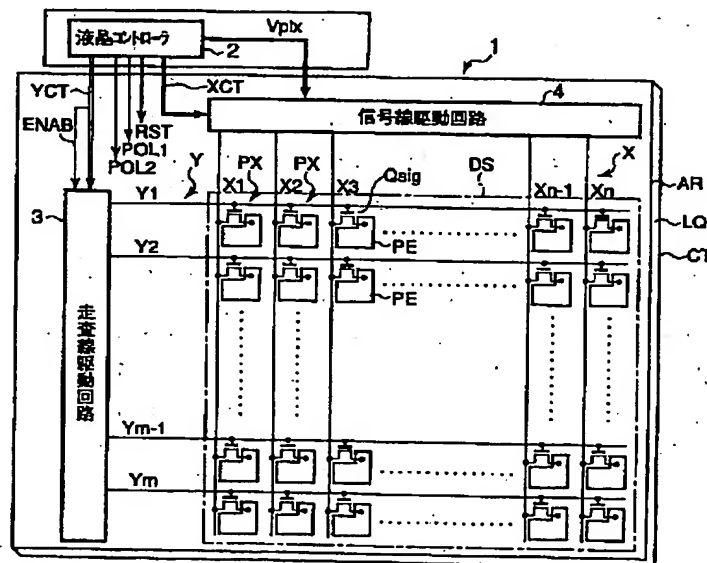 液晶コントローラ
2
Vpix
1
YCT
XCT
4
ENAB
RST
POL1
POL2
信号線駆動回路
Y
PX
PX
Qsig
DS
X
AR
X1
X2
X3
Xn-1
Xn
LQ
CT
3
Y1
PE
Y2
PE
走査線駆動回路
Ym-1
Ym